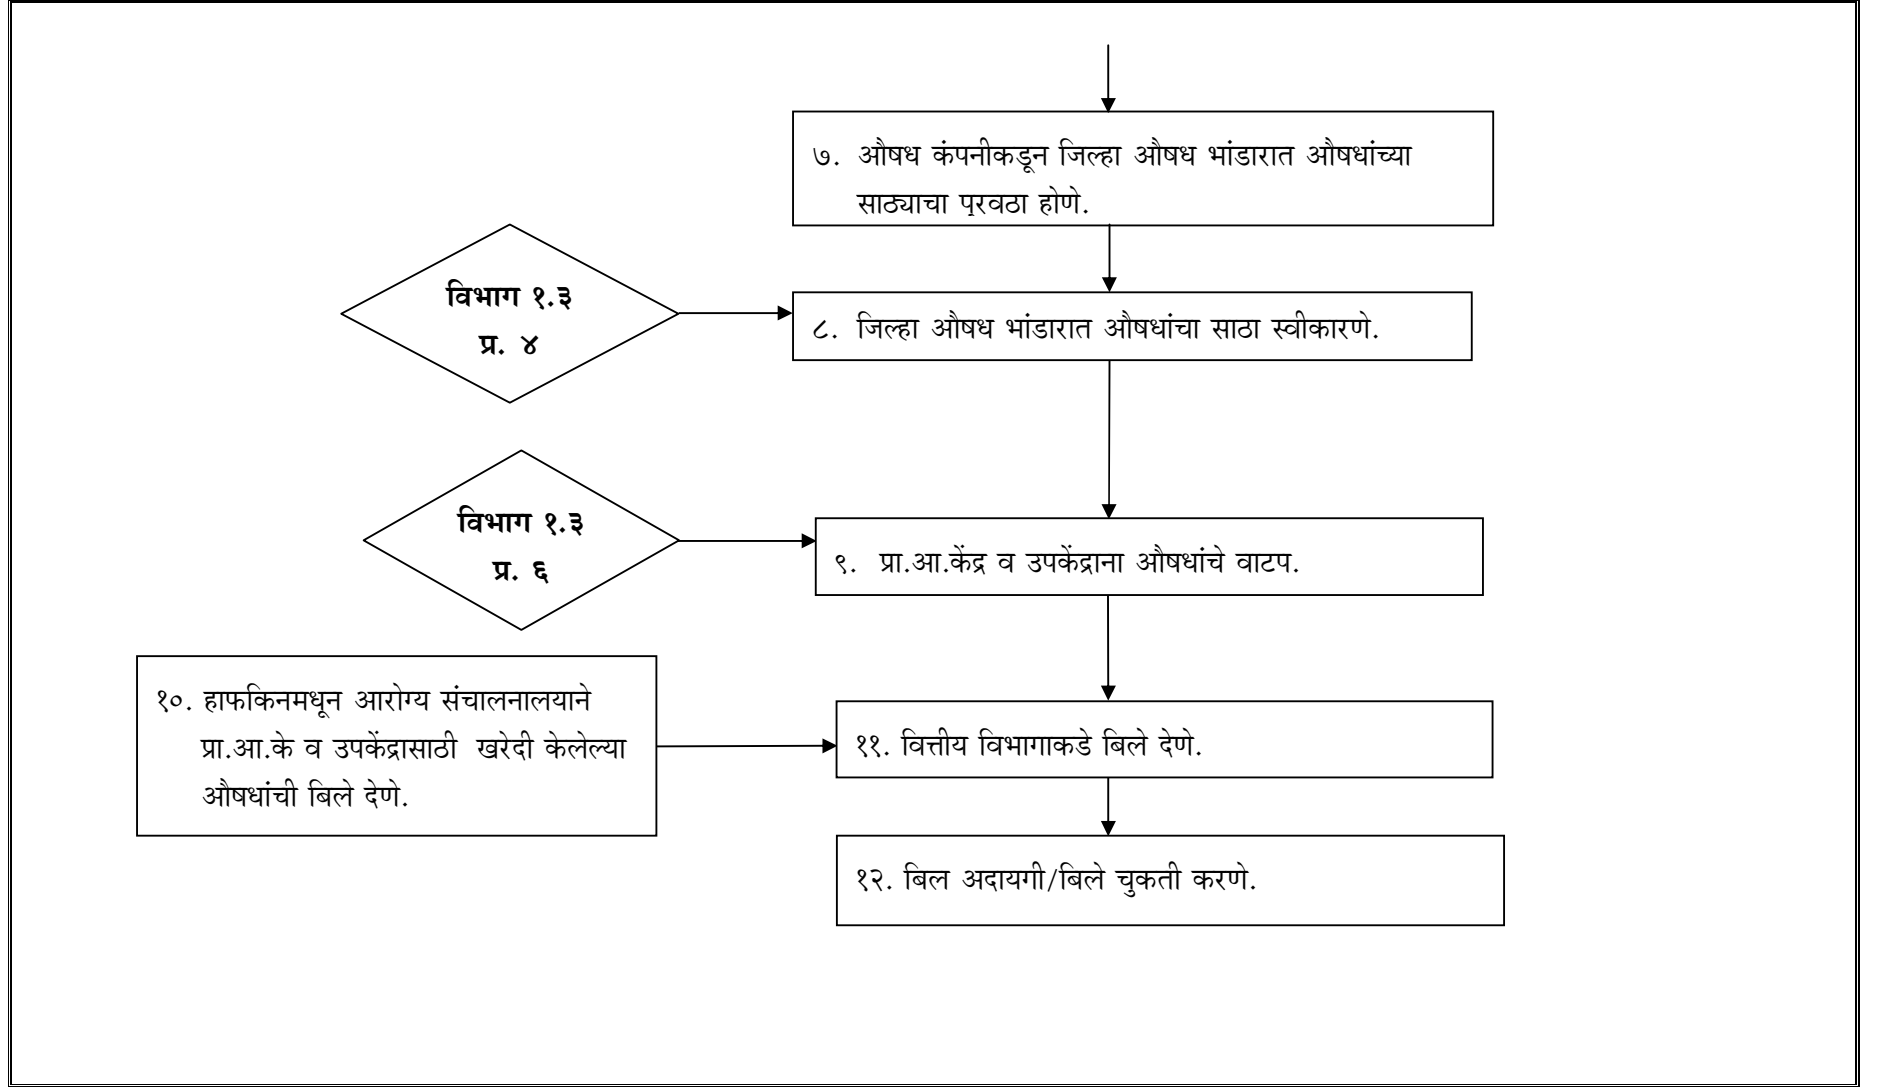 ७. औषध कंपनीकडून जिल्हा औषध भांडारात औषधांच्या
साठ्याचा पुरवठा होणे.
विभाग १.३
प्र. ४
८. जिल्हा औषध भांडारात औषधांचा साठा स्वीकारणे.
विभाग १.३
प्र. ६
९. प्रा.आ.केंद्र व उपकेंद्राना औषधांचे वाटप.
१०. हाफकिनमधून आरोग्य संचालनालयाने
प्रा.आ.के व उपकेंद्रासाठी खरेदी केलेल्या
औषधांची बिले देणे.
११. वित्तीय विभागाकडे बिले देणे.
१२. बिल अदायगी/बिले चुकती करणे.